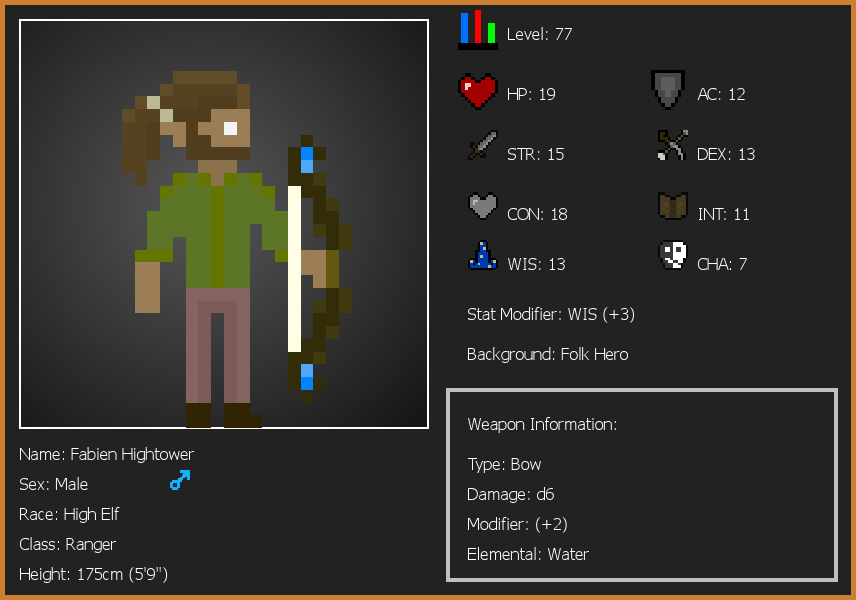 Level: 77
HP: 19
AC: 12
STR: 15
DEX: 13
CON: 18
INT: 11
WIS: 13
CHA: 7
Stat Modifier: WIS (+3)
Background: Folk Hero
Weapon Information:
Type: Bow
Damage: d6
Modifier: (+2)
Elemental: Water
Name: Fabien Hightower
Sex: Male
Race: High Elf
Class: Ranger
Height: 175cm (5'9")